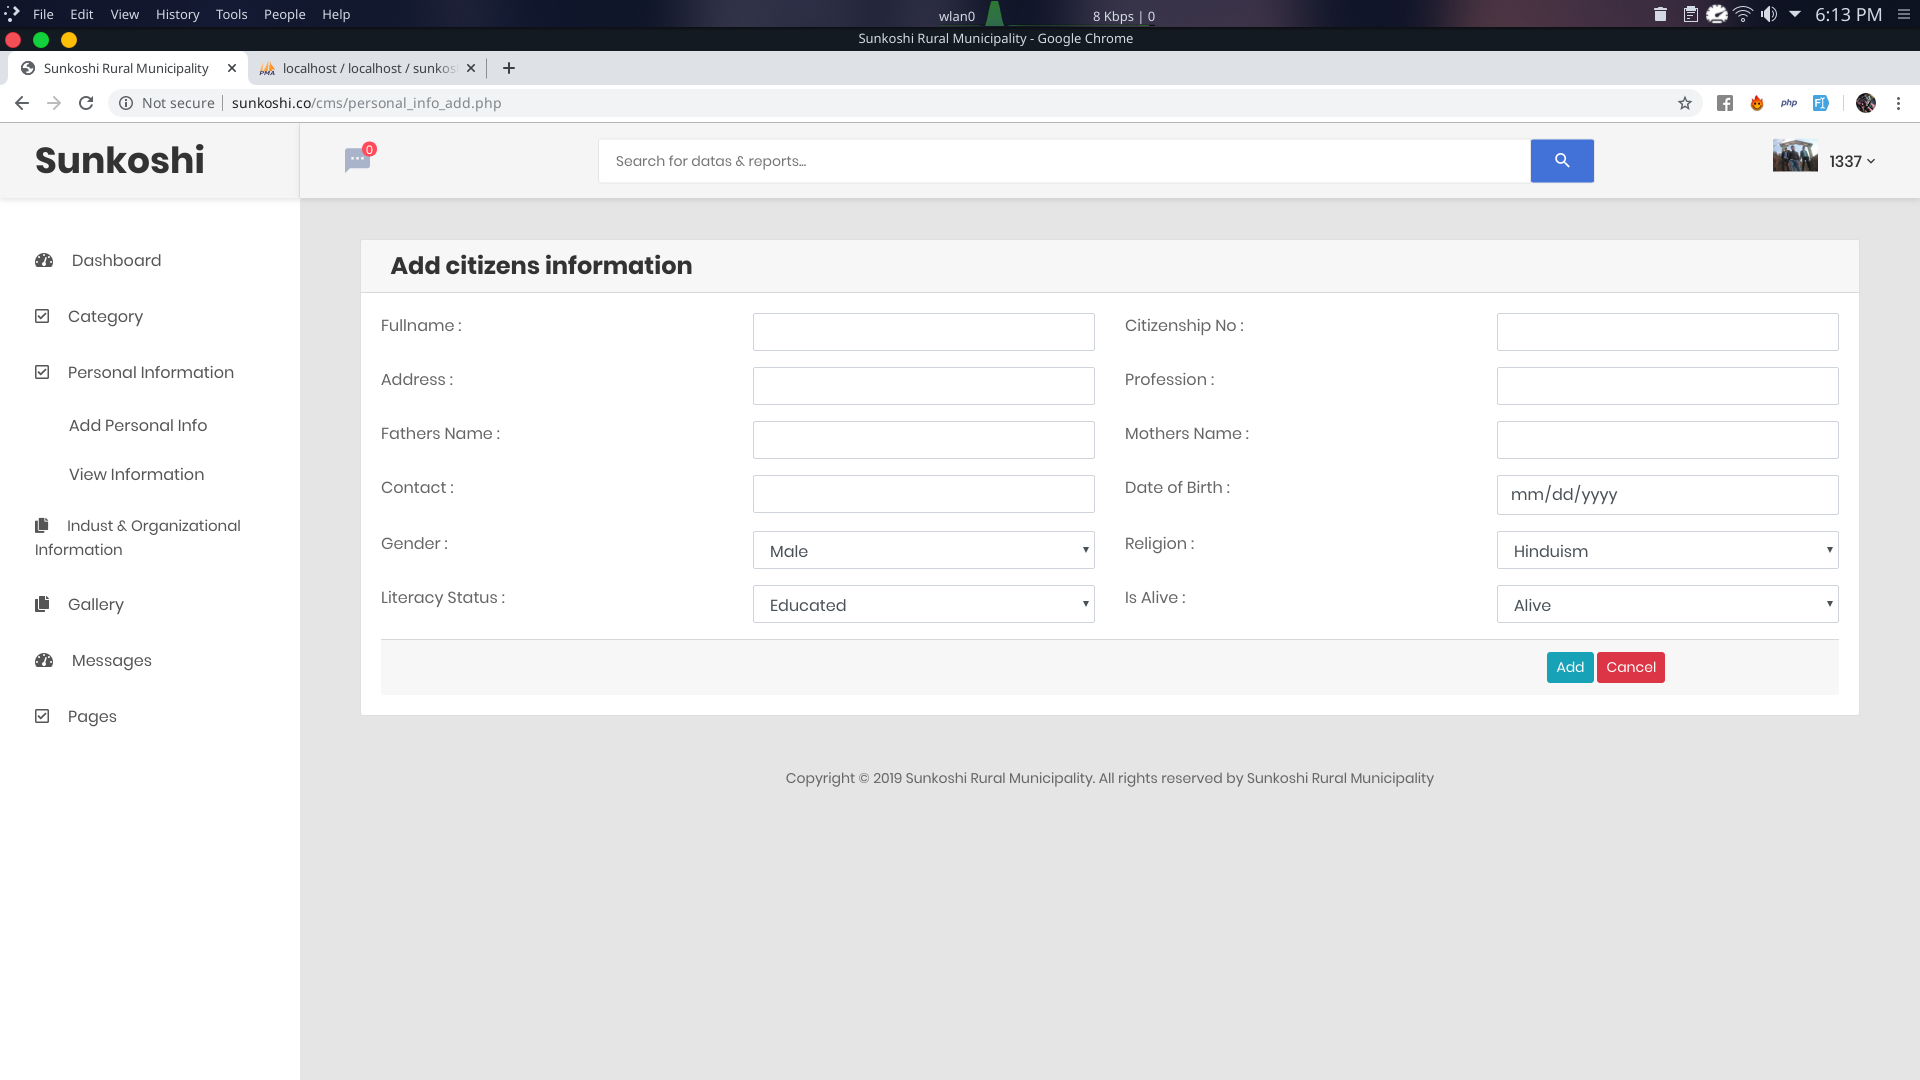 File Edit View History Tools People Help
wlan0 8 Kbps | 0
6:13 PM
Sunkoshi Rural Municipality - Google Chrome
Sunkoshi Rural Municipality
localhost / localhost / sunkos
Not secure sunkoshi.co/cms/personal_info_add.php
php
Sunkoshi
0
Search for datas & reports...
1337
Dashboard
Category
Personal Information
Add Personal Info
View Information
Indust & Organizational
Information
Gallery
Messages
Pages
Add citizens information
Fullname :
Citizenship No :
Address :
Profession :
Fathers Name :
Mothers Name :
Contact :
Date of Birth : mm/dd/yyyy
Gender : Male
Religion : Hinduism
Literacy Status : Educated
Is Alive : Alive
Add Cancel
Copyright © 2019 Sunkoshi Rural Municipality. All rights reserved by Sunkoshi Rural Municipality